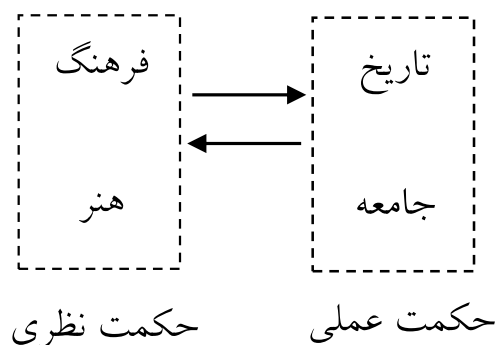 تاریخ
فرهنگ
جامعه
هنر
حکمت عملی
حکمت نظری